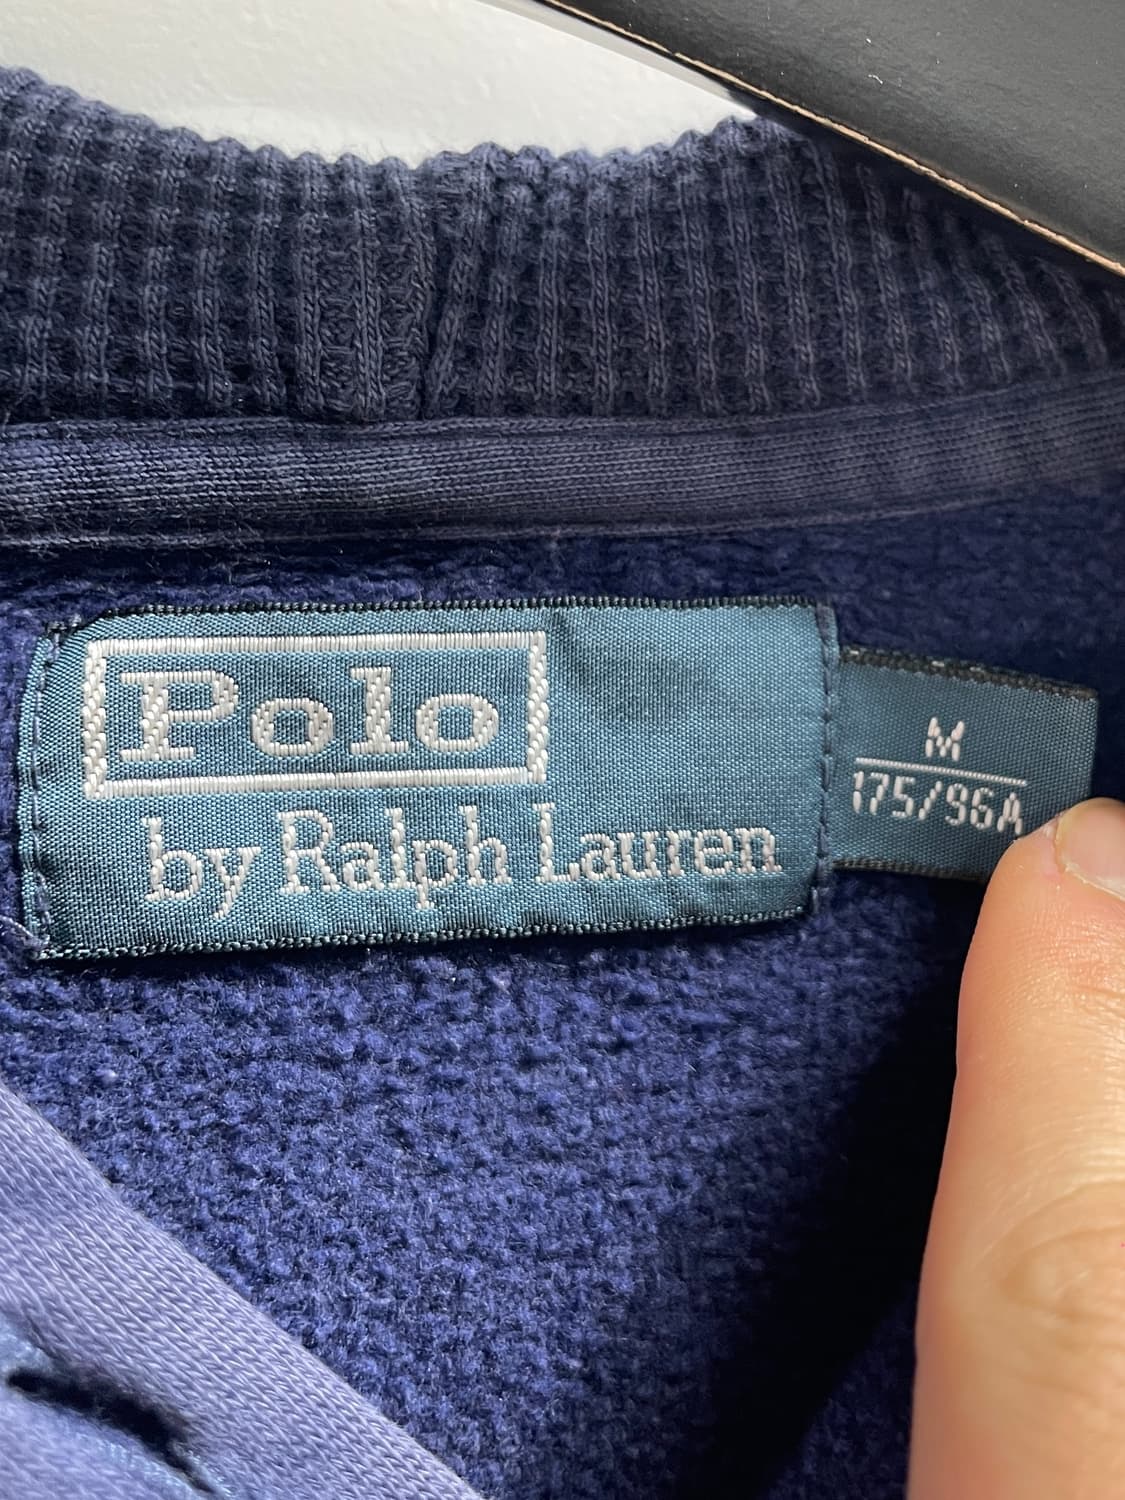 Polo
by Ralph Lauren
M
175/96A